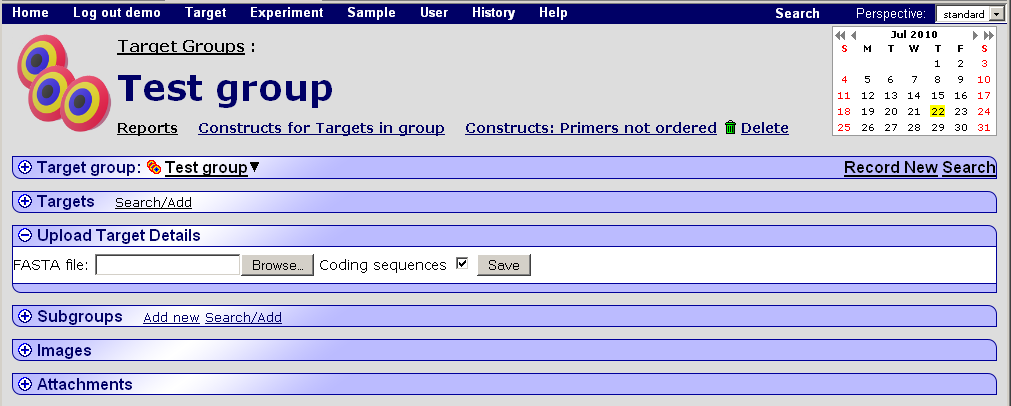 Home Log out demo Target Experiment Sample User History Help Search Perspective: standard
Target Groups :
Test group
Reports Constructs for Targets in group Constructs: Primers not ordered Delete
Jul 2010
S M T W T F S
1 2 3
4 5 6 7 8 9 10
11 12 13 14 15 16 17
18 19 20 21 22 23 24
25 26 27 28 29 30 31
Target group: Test group Record New Search
Targets Search/Add
Upload Target Details
FASTA file: Browse... Coding sequences Save
Subgroups Add new Search/Add
Images
Attachments